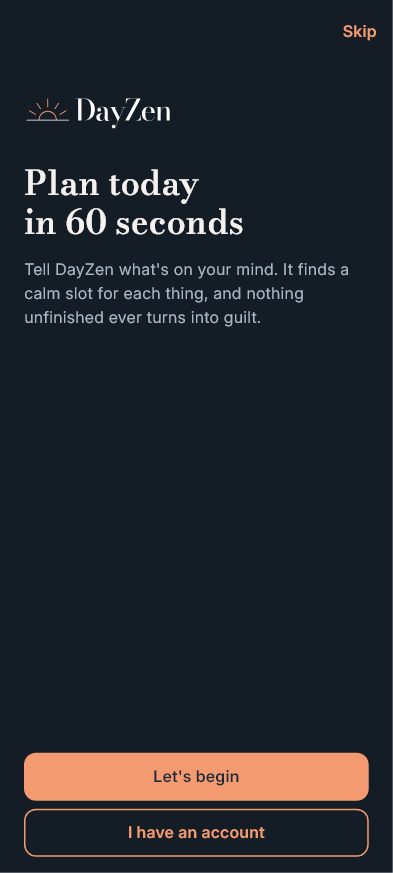 Skip
DayZen
Plan today
in 60 seconds
Tell DayZen what's on your mind. It finds a
calm slot for each thing, and nothing
unfinished ever turns into guilt.
Let's begin
I have an account